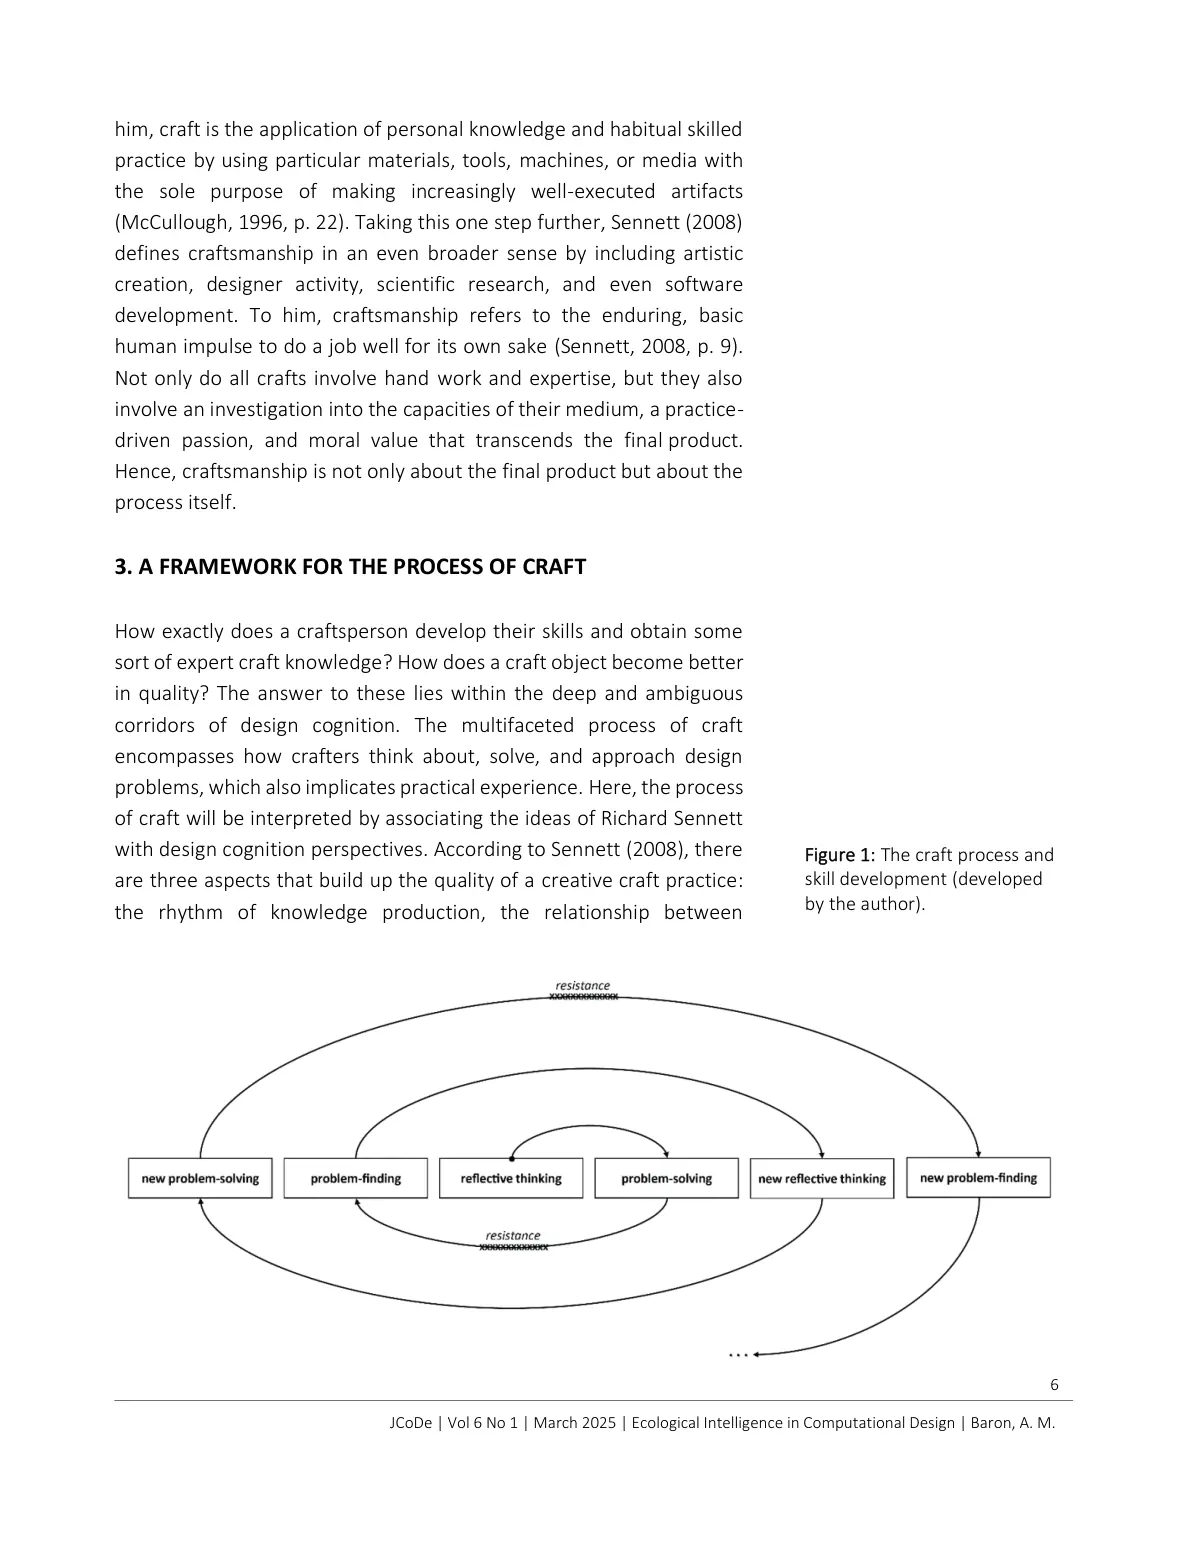 him, craft is the application of personal knowledge and habitual skilled
practice by using particular materials, tools, machines, or media with
the sole purpose of making increasingly well-executed artifacts
(McCullough, 1996, p. 22). Taking this one step further, Sennett (2008)
defines craftsmanship in an even broader sense by including artistic
creation, designer activity, scientific research, and even software
development. To him, craftsmanship refers to the enduring, basic
human impulse to do a job well for its own sake (Sennett, 2008, p. 9).
Not only do all crafts involve hand work and expertise, but they also
involve an investigation into the capacities of their medium, a practice-
driven passion, and moral value that transcends the final product.
Hence, craftsmanship is not only about the final product but about the
process itself.
3. A FRAMEWORK FOR THE PROCESS OF CRAFT
How exactly does a craftsperson develop their skills and obtain some
sort of expert craft knowledge? How does a craft object become better
in quality? The answer to these lies within the deep and ambiguous
corridors of design cognition. The multifaceted process of craft
encompasses how crafters think about, solve, and approach design
problems, which also implicates practical experience. Here, the process
of craft will be interpreted by associating the ideas of Richard Sennett
with design cognition perspectives. According to Sennett (2008), there
are three aspects that build up the quality of a creative craft practice:
the rhythm of knowledge production, the relationship between
Figure 1: The craft process and
skill development (developed
by the author).
resistance
new problem-solving
problem-finding
reflective thinking
problem-solving
new reflective thinking
new problem-finding
resistance
...
6
JCoDe | Vol 6 No 1 | March 2025 | Ecological Intelligence in Computational Design | Baron, A. M.